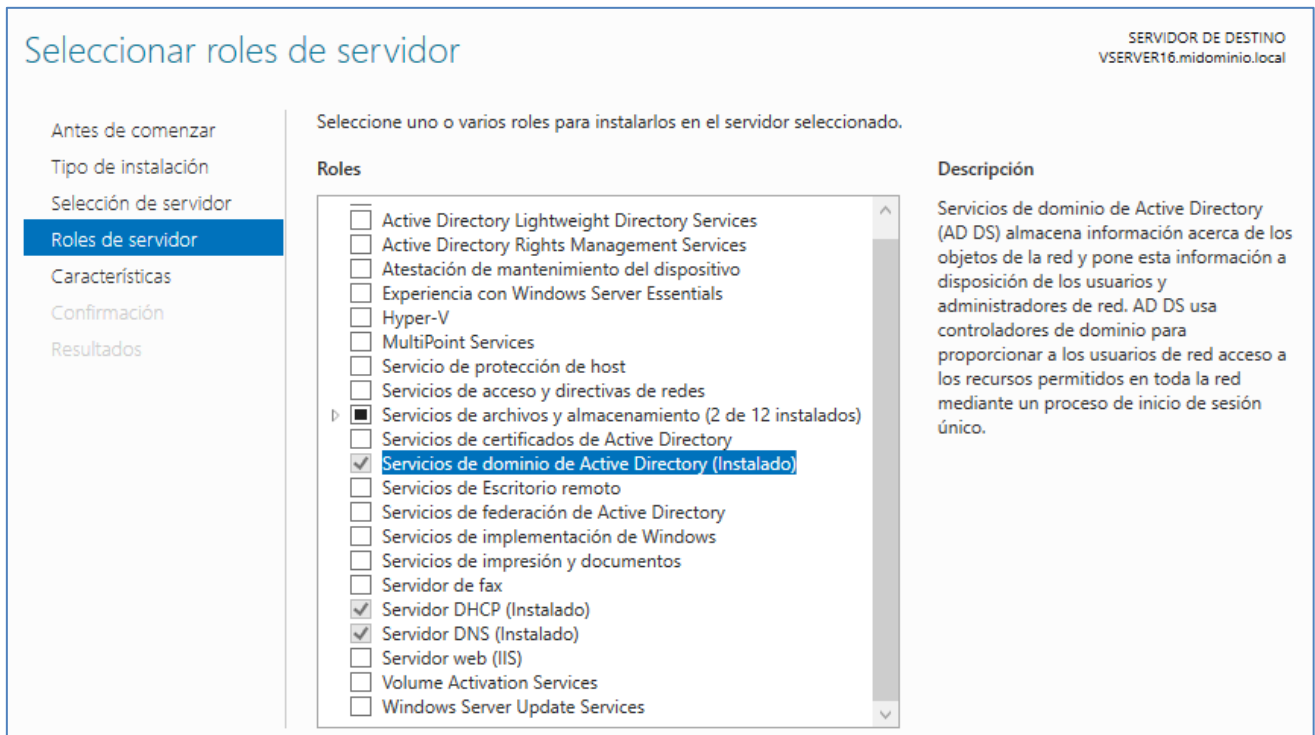 Seleccionar roles de servidor
SERVIDOR DE DESTINO
VSERVER16.midominio.local
Antes de comenzar
Tipo de instalación
Selección de servidor
Roles de servidor
Características
Confirmación
Resultados
Seleccione uno o varios roles para instalarlos en el servidor seleccionado.
Roles
Active Directory Lightweight Directory Services
Active Directory Rights Management Services
Atestación de mantenimiento del dispositivo
Experiencia con Windows Server Essentials
Hyper-V
MultiPoint Services
Servicio de protección de host
Servicios de acceso y directivas de redes
Servicios de archivos y almacenamiento (2 de 12 instalados)
Servicios de certificados de Active Directory
Servicios de dominio de Active Directory (Instalado)
Servicios de Escritorio remoto
Servicios de federación de Active Directory
Servicios de implementación de Windows
Servicios de impresión y documentos
Servidor de fax
Servidor DHCP (Instalado)
Servidor DNS (Instalado)
Servidor web (IIS)
Volume Activation Services
Windows Server Update Services
Descripción
Servicios de dominio de Active Directory
(AD DS) almacena información acerca de los
objetos de la red y pone esta información a
disposición de los usuarios y
administradores de red. AD DS usa
controladores de dominio para
proporcionar a los usuarios de red acceso a
los recursos permitidos en toda la red
mediante un proceso de inicio de sesión
único.